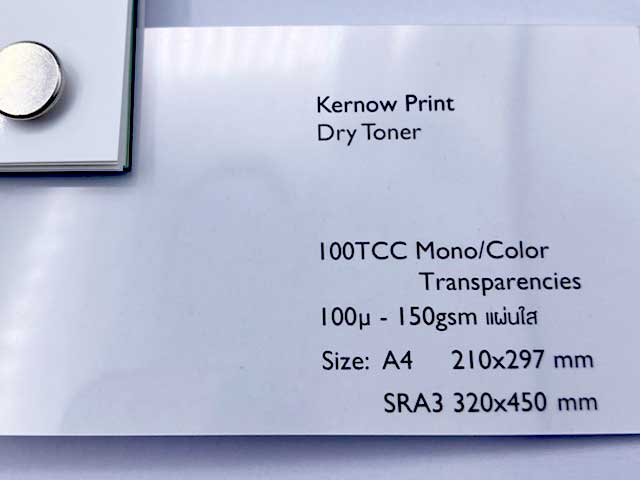 Kernow Print
Dry Toner
100TCC Mono/Color
Transparencies
100µ - 150gsm แผ่นใส
Size: A4 210x297 mm
SRA3 320x450 mm